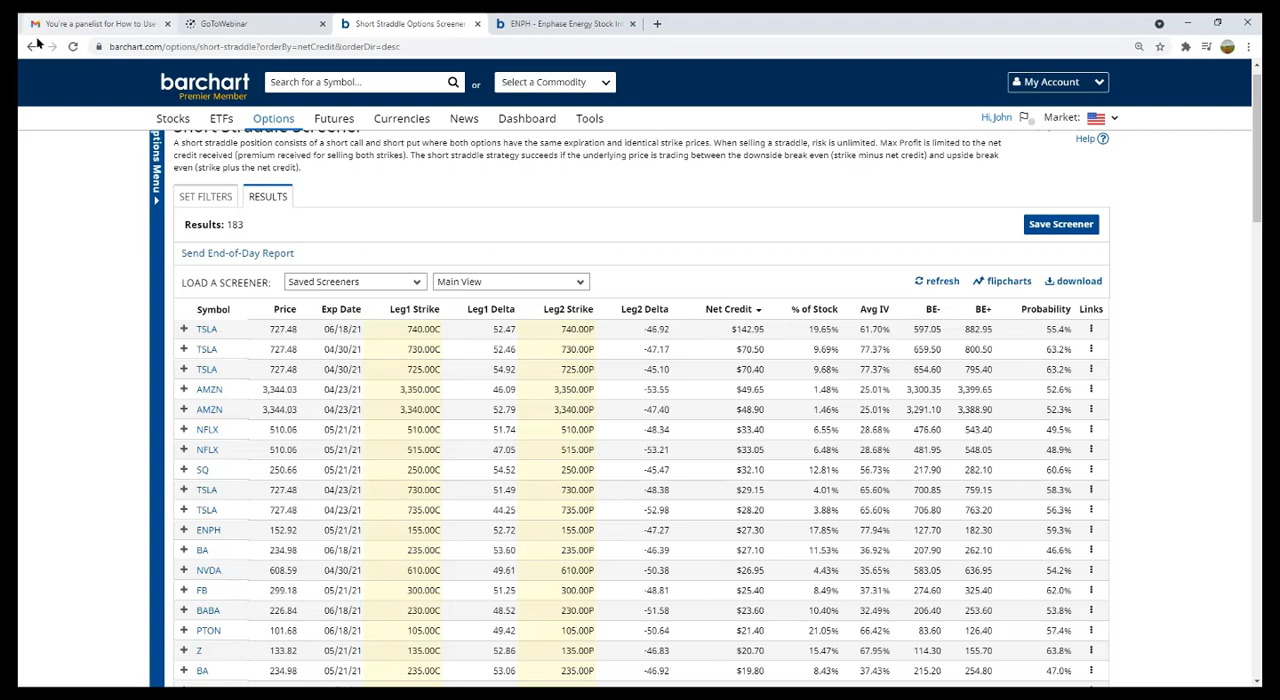 You're a panelist for How to Use
GoToWebinar
Short Straddle Options Screener
ENPH - Enphase Energy Stock In
barchart.com/options/short-straddle?orderBy=netCredit&orderDir=desc
barchart
Premier Member
Search for a Symbol...
or
Select a Commodity
My Account
Stocks
ETFs
Options
Futures
Currencies
News
Dashboard
Tools
Hi,John
Market:
Options Menu
Short Straddle Screener
Help ?
A short straddle position consists of a short call and short put where both options have the same expiration and identical strike prices. When selling a straddle, risk is unlimited. Max Profit is limited to the net
credit received (premium received for selling both strikes). The short straddle strategy succeeds if the underlying price is trading between the downside break even (strike minus net credit) and upside break
even (strike plus the net credit).
SET FILTERS
RESULTS
Results: 183
Save Screener
Send End-of-Day Report
LOAD A SCREENER:
Saved Screeners
Main View
refresh
flipcharts
download
Symbol Price Exp Date Leg1 Strike Leg1 Delta Leg2 Strike Leg2 Delta Net Credit % of Stock Avg IV BE- BE+ Probability Links
+ TSLA 727.48 06/18/21 740.00C 52.47 740.00P -46.92 $142.95 19.65% 61.70% 597.05 882.95 55.4%
+ TSLA 727.48 04/30/21 730.00C 52.46 730.00P -47.17 $70.50 9.69% 77.37% 659.50 800.50 63.2%
+ TSLA 727.48 04/30/21 725.00C 54.92 725.00P -45.10 $70.40 9.68% 77.37% 654.60 795.40 63.2%
+ AMZN 3,344.03 04/23/21 3,350.00C 46.09 3,350.00P -53.55 $49.65 1.48% 25.01% 3,300.35 3,399.65 52.6%
+ AMZN 3,344.03 04/23/21 3,340.00C 52.79 3,340.00P -47.40 $48.90 1.46% 25.01% 3,291.10 3,388.90 52.3%
+ NFLX 510.06 05/21/21 510.00C 51.74 510.00P -48.34 $33.40 6.55% 28.68% 476.60 543.40 49.5%
+ NFLX 510.06 05/21/21 515.00C 47.05 515.00P -53.21 $33.05 6.48% 28.68% 481.95 548.05 48.9%
+ SQ 250.66 05/21/21 250.00C 54.52 250.00P -45.47 $32.10 12.81% 56.73% 217.90 282.10 60.6%
+ TSLA 727.48 04/23/21 730.00C 51.49 730.00P -48.38 $29.15 4.01% 65.60% 700.85 759.15 58.3%
+ TSLA 727.48 04/23/21 735.00C 44.25 735.00P -52.98 $28.20 3.88% 65.60% 706.80 763.20 56.3%
+ ENPH 152.92 05/21/21 155.00C 52.72 155.00P -47.27 $27.30 17.85% 77.94% 127.70 182.30 59.3%
+ BA 234.98 06/18/21 235.00C 53.60 235.00P -46.39 $27.10 11.53% 36.92% 207.90 262.10 46.6%
+ NVDA 608.59 04/30/21 610.00C 49.61 610.00P -50.38 $26.95 4.43% 35.65% 583.05 636.95 54.2%
+ FB 299.18 05/21/21 300.00C 51.25 300.00P -48.81 $25.40 8.49% 37.31% 274.60 325.40 62.0%
+ BABA 226.84 06/18/21 230.00C 48.52 230.00P -51.58 $23.60 10.40% 32.49% 206.40 253.60 53.8%
+ PTON 101.68 06/18/21 105.00C 49.42 105.00P -50.64 $21.40 21.05% 66.42% 83.60 126.40 57.4%
+ Z 133.82 05/21/21 135.00C 52.86 135.00P -46.83 $20.70 15.47% 67.95% 114.30 155.70 63.8%
+ BA 234.98 05/21/21 235.00C 53.06 235.00P -46.92 $19.80 8.43% 37.43% 215.20 254.80 47.0%